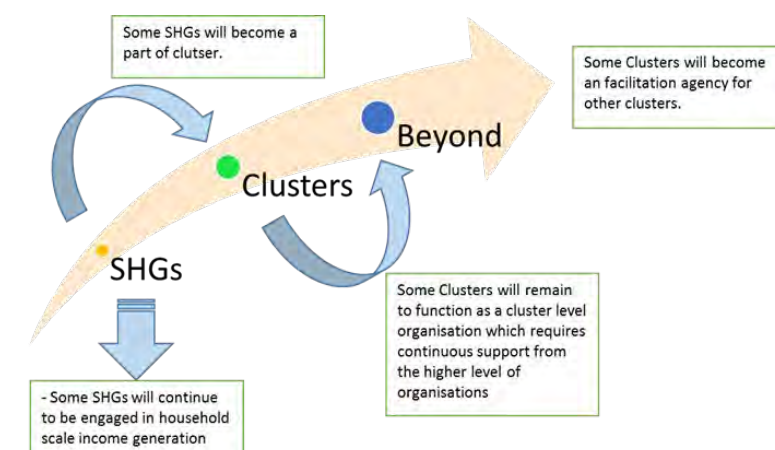 Some SHGs will become a
part of clutser.
Some Clusters will become
an facilitation agency for
other clusters.
Beyond
Clusters
SHGs
Some Clusters will remain
to function as a cluster level
organisation which requires
continuous support from
the higher level of
organisations
- Some SHGs will continue
to be engaged in household
scale income generation